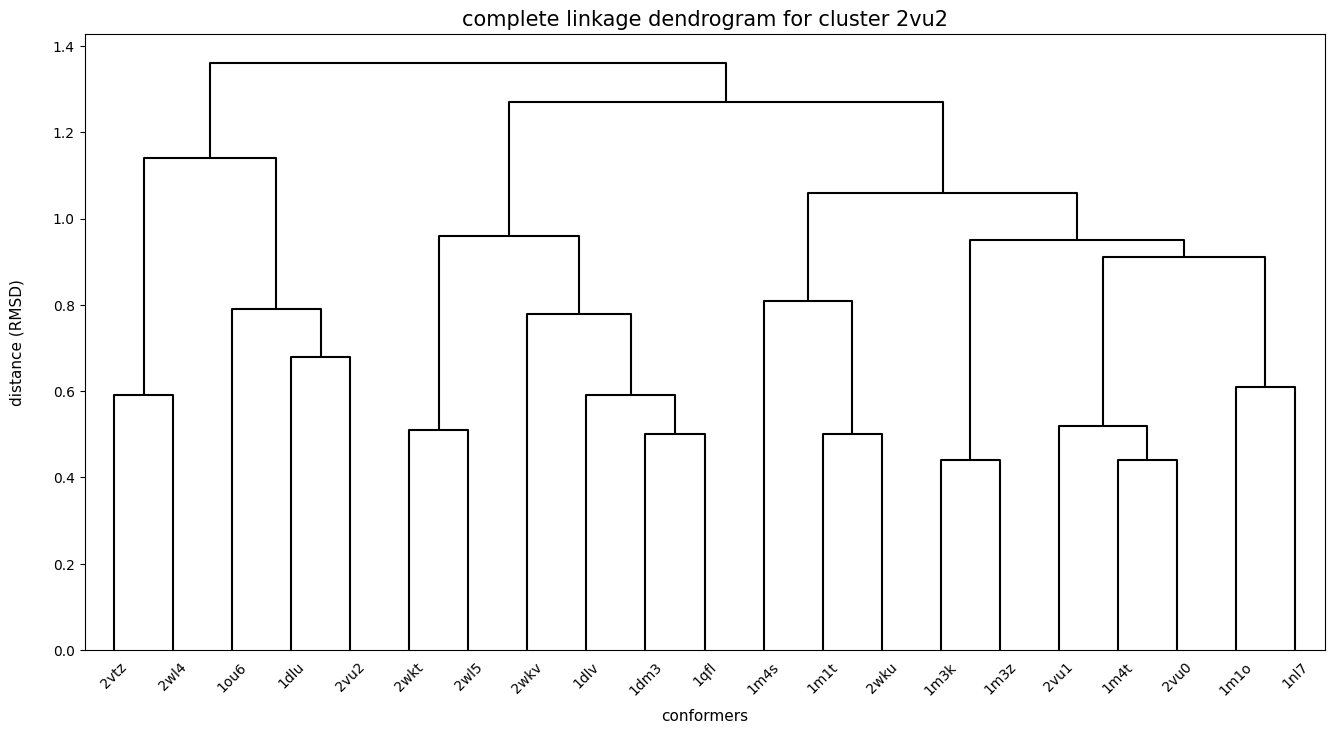 complete linkage dendrogram for cluster 2vu2
1.4
1.2
1.0
0.8
0.6
0.4
0.2
0.0
distance (RMSD)
2vtz 2wl4 1ou6 1dlu 2vu2 2wkt 2wl5 2wkv 1dlv 1dm3 1qfl 1m4s 1m1t 2wku 1m3k 1m3z 2vu1 1m4t 2vu0 1m1o 1nl7
conformers